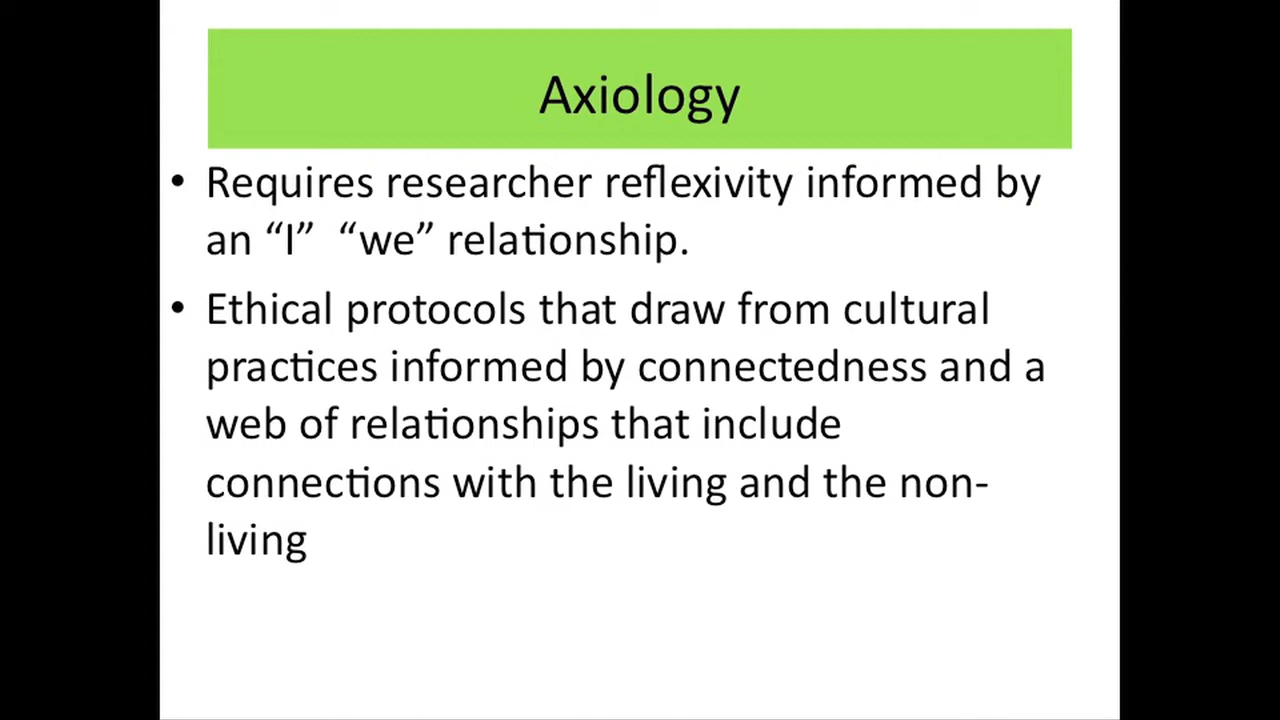 Axiology
• Requires researcher reflexivity informed by
an “I”  “we” relationship.
• Ethical protocols that draw from cultural
practices informed by connectedness and a
web of relationships that include
connections with the living and the non-
living